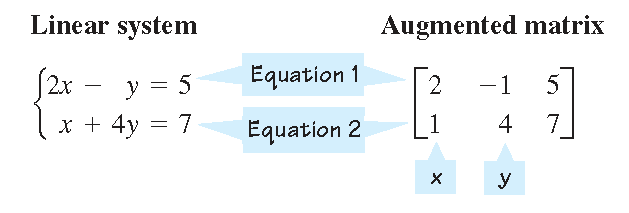 Linear system Augmented matrix
2x − y = 5 Equation 1 2 −1 5
x + 4y = 7 Equation 2 1 4 7
x y